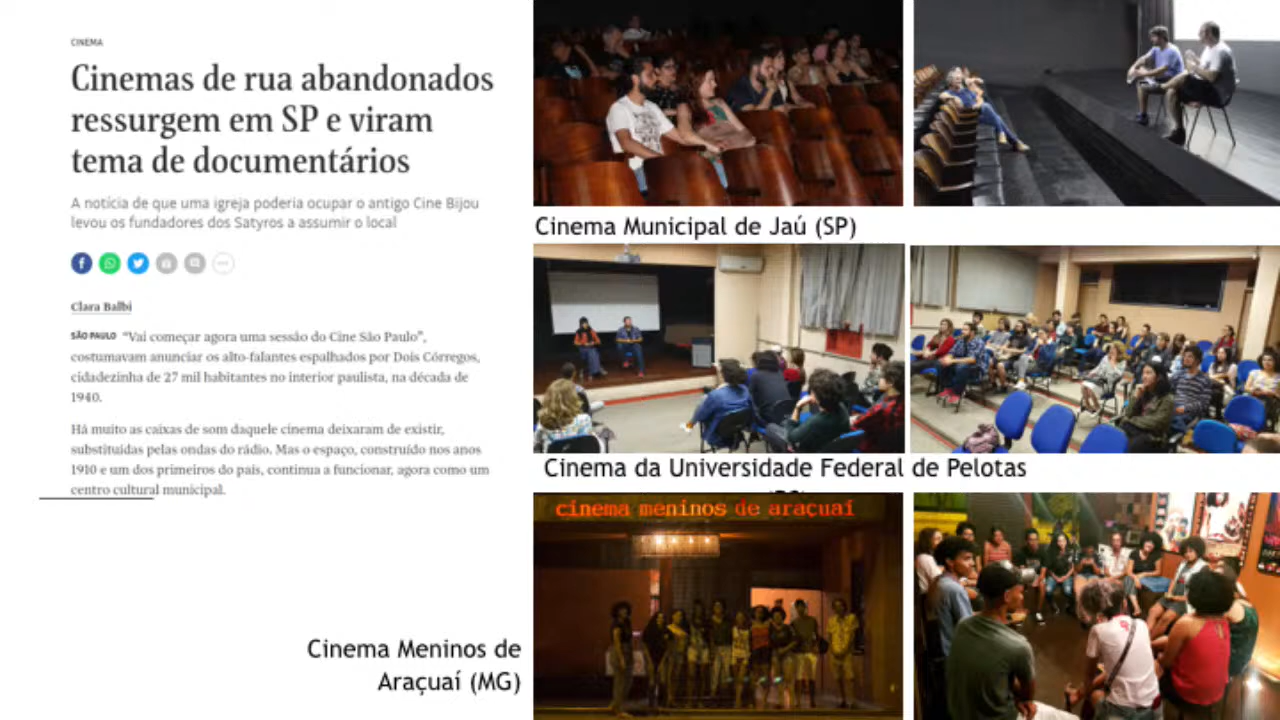 CINEMA
Cinemas de rua abandonados
ressurgem em SP e viram
tema de documentários
A notícia de que uma igreja poderia ocupar o antigo Cine Bijou
levou os fundadores dos Satyros a assumir o local
Clara Balbi
SÃO PAULO "Vai começar agora uma sessão do Cine São Paulo",
costumavam anunciar os alto-falantes espalhados por Dois Córregos,
cidadezinha de 27 mil habitantes no interior paulista, na década de
1940.
Há muito as caixas de som daquele cinema deixaram de existir,
substituídas pelas ondas do rádio. Mas o espaço, construído nos anos
1910 e um dos primeiros do país, continua a funcionar, agora como um
centro cultural municipal.
Cinema Municipal de Jaú (SP)
Cinema da Universidade Federal de Pelotas
cinema meninos de araçuaí
Cinema Meninos de
Araçuaí (MG)